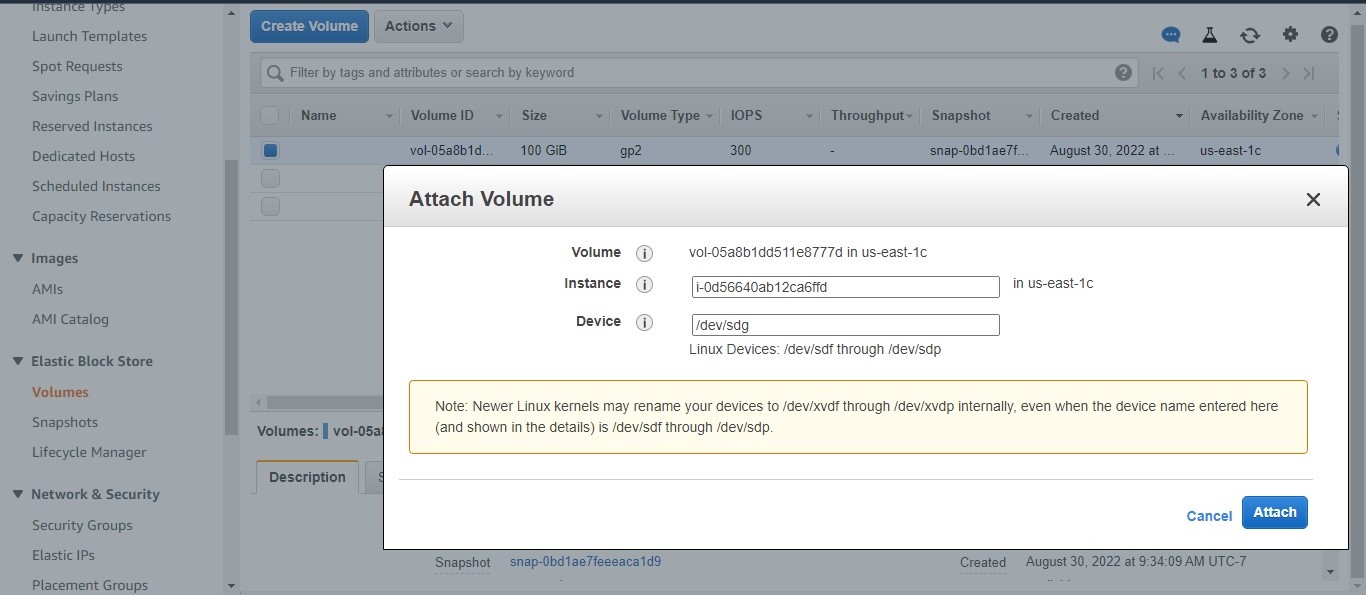 Instance Types
Launch Templates
Spot Requests
Savings Plans
Reserved Instances
Dedicated Hosts
Scheduled Instances
Capacity Reservations
Images
AMIs
AMI Catalog
Elastic Block Store
Volumes
Snapshots
Lifecycle Manager
Network & Security
Security Groups
Elastic IPs
Placement Groups
Create Volume Actions
Filter by tags and attributes or search by keyword
1 to 3 of 3
Name Volume ID Size Volume Type IOPS Throughput Snapshot Created Availability Zone
vol-05a8b1d... 100 GiB gp2 300 - snap-0bd1ae7f... August 30, 2022 at ... us-east-1c
Attach Volume
Volume vol-05a8b1dd511e8777d in us-east-1c
Instance i-0d56640ab12ca6ffd in us-east-1c
Device /dev/sdg
Linux Devices: /dev/sdf through /dev/sdp
Note: Newer Linux kernels may rename your devices to /dev/xvdf through /dev/xvdp internally, even when the device name entered here
(and shown in the details) is /dev/sdf through /dev/sdp.
Cancel Attach
Volumes: vol-05a8
Description
Snapshot snap-0bd1ae7feeeaca1d9 Created August 30, 2022 at 9:34:09 AM UTC-7